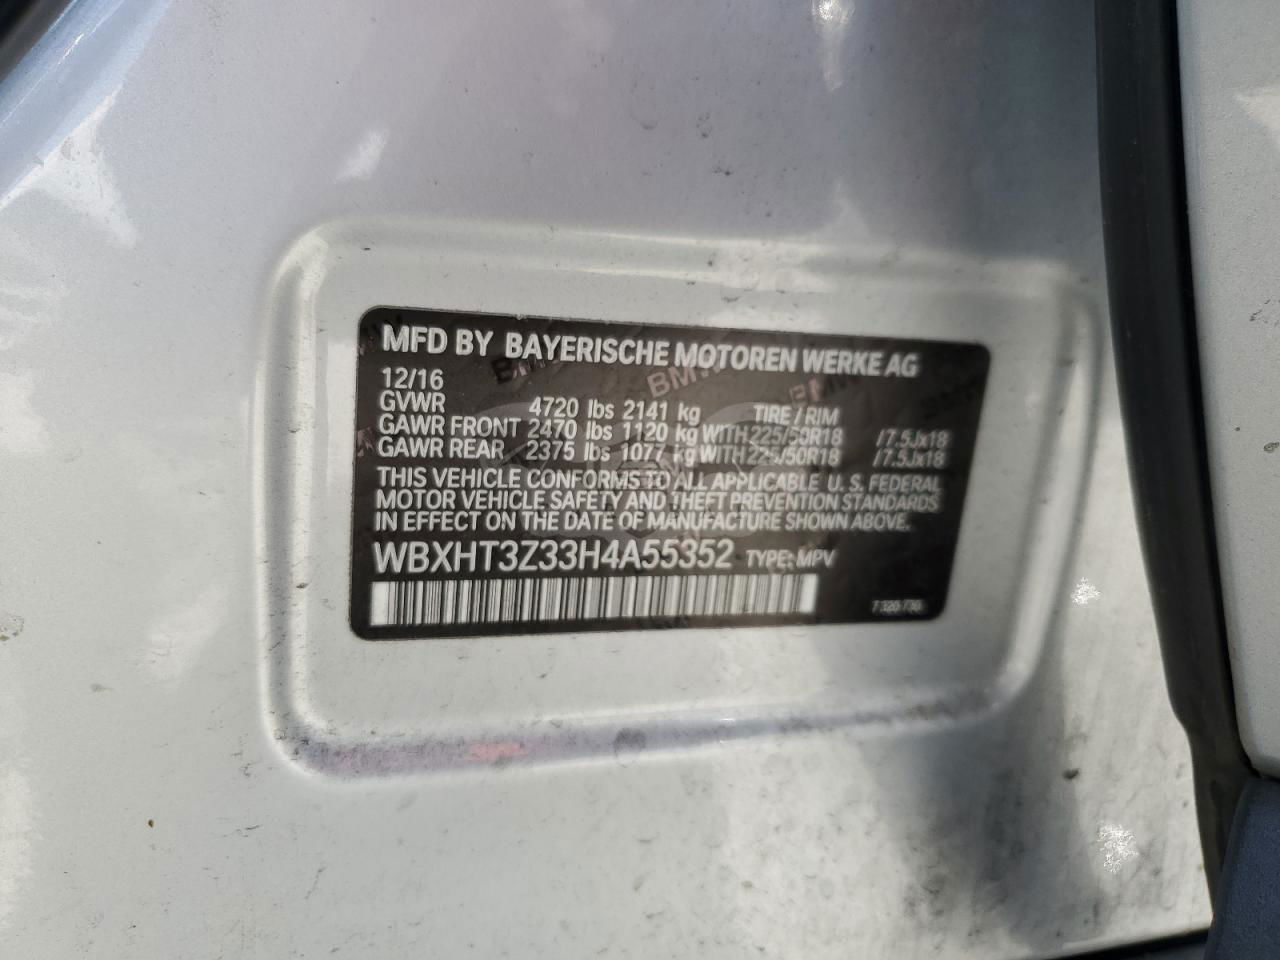 MFD BY BAYERISCHE MOTOREN WERKE AG
12/16
GVWR 4720 lbs 2141 kg TIRE / RIM
GAWR FRONT 2470 lbs 1120 kg WITH 225/50R18 /7.5Jx18
GAWR REAR 2375 lbs 1077 kg WITH 225/50R18 /7.5Jx18
THIS VEHICLE CONFORMS TO ALL APPLICABLE U. S. FEDERAL
MOTOR VEHICLE SAFETY AND THEFT PREVENTION STANDARDS
IN EFFECT ON THE DATE OF MANUFACTURE SHOWN ABOVE.
WBXHT3Z33H4A55352 TYPE: MPV
7 320 730